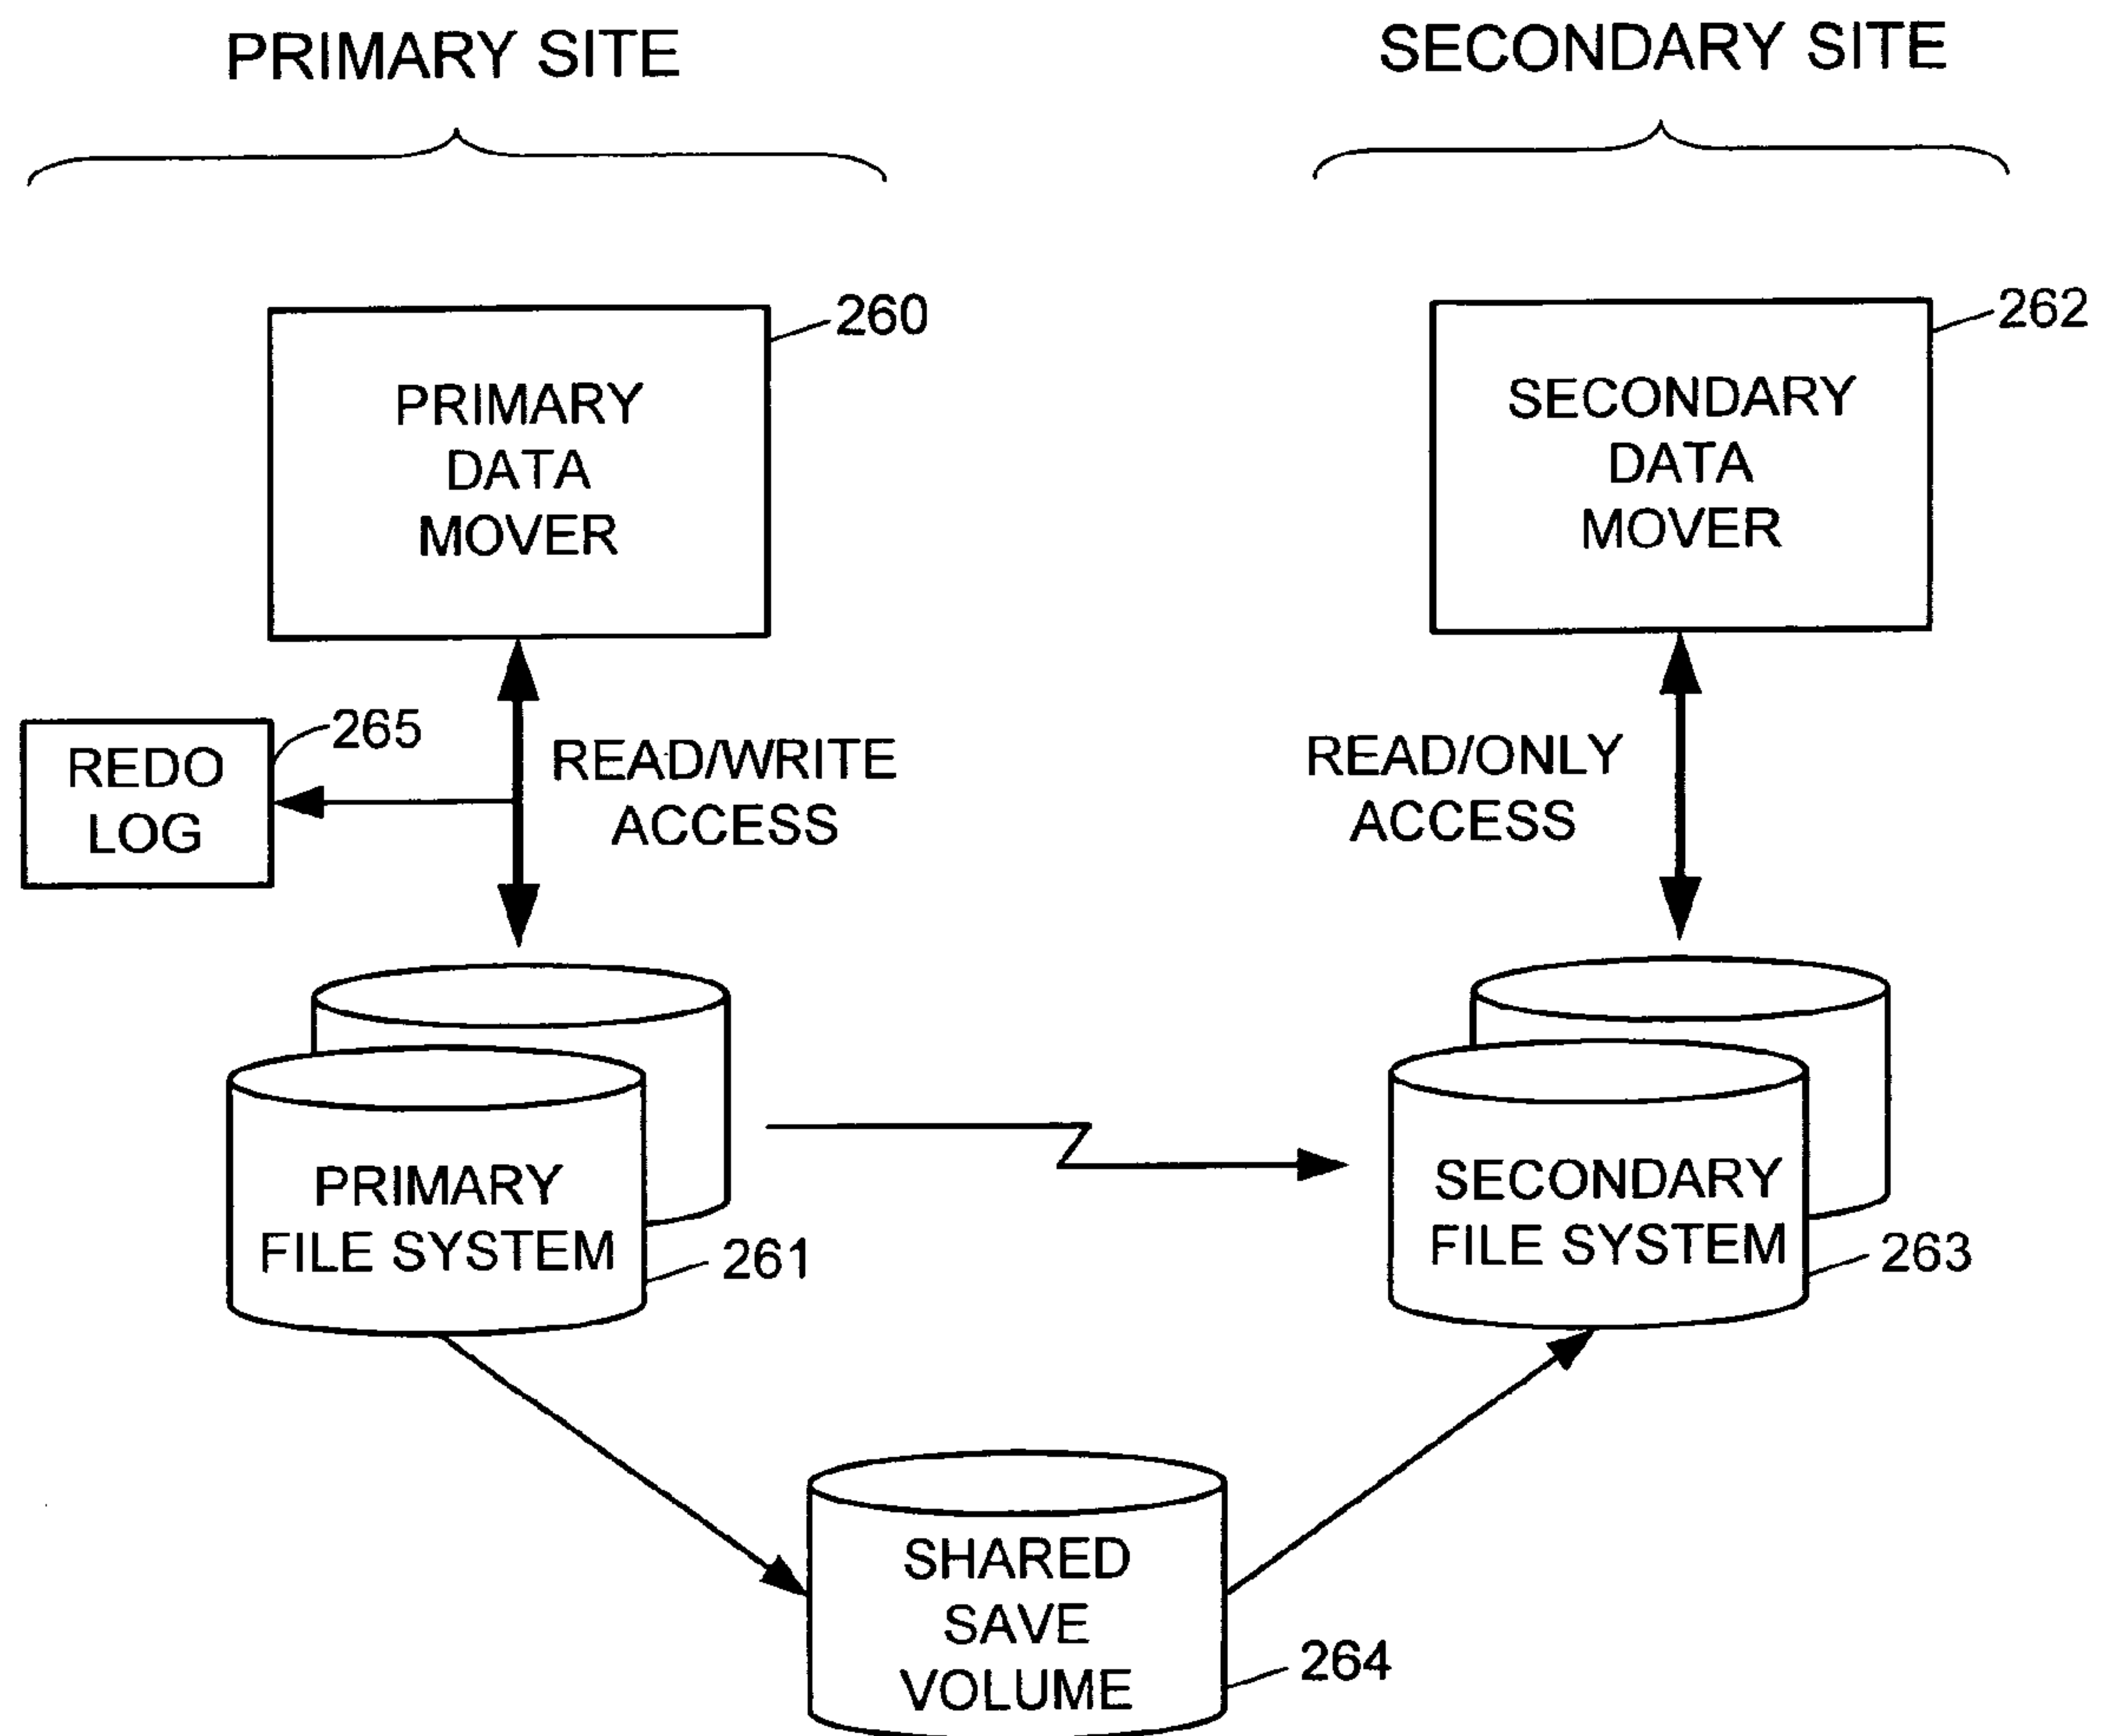 PRIMARY SITE
SECONDARY SITE
260
PRIMARY
DATA
MOVER
262
SECONDARY
DATA
MOVER
265
REDO
LOG
READ/WRITE
ACCESS
READ/ONLY
ACCESS
PRIMARY
FILE SYSTEM
261
SECONDARY
FILE SYSTEM
263
SHARED
SAVE
VOLUME
264